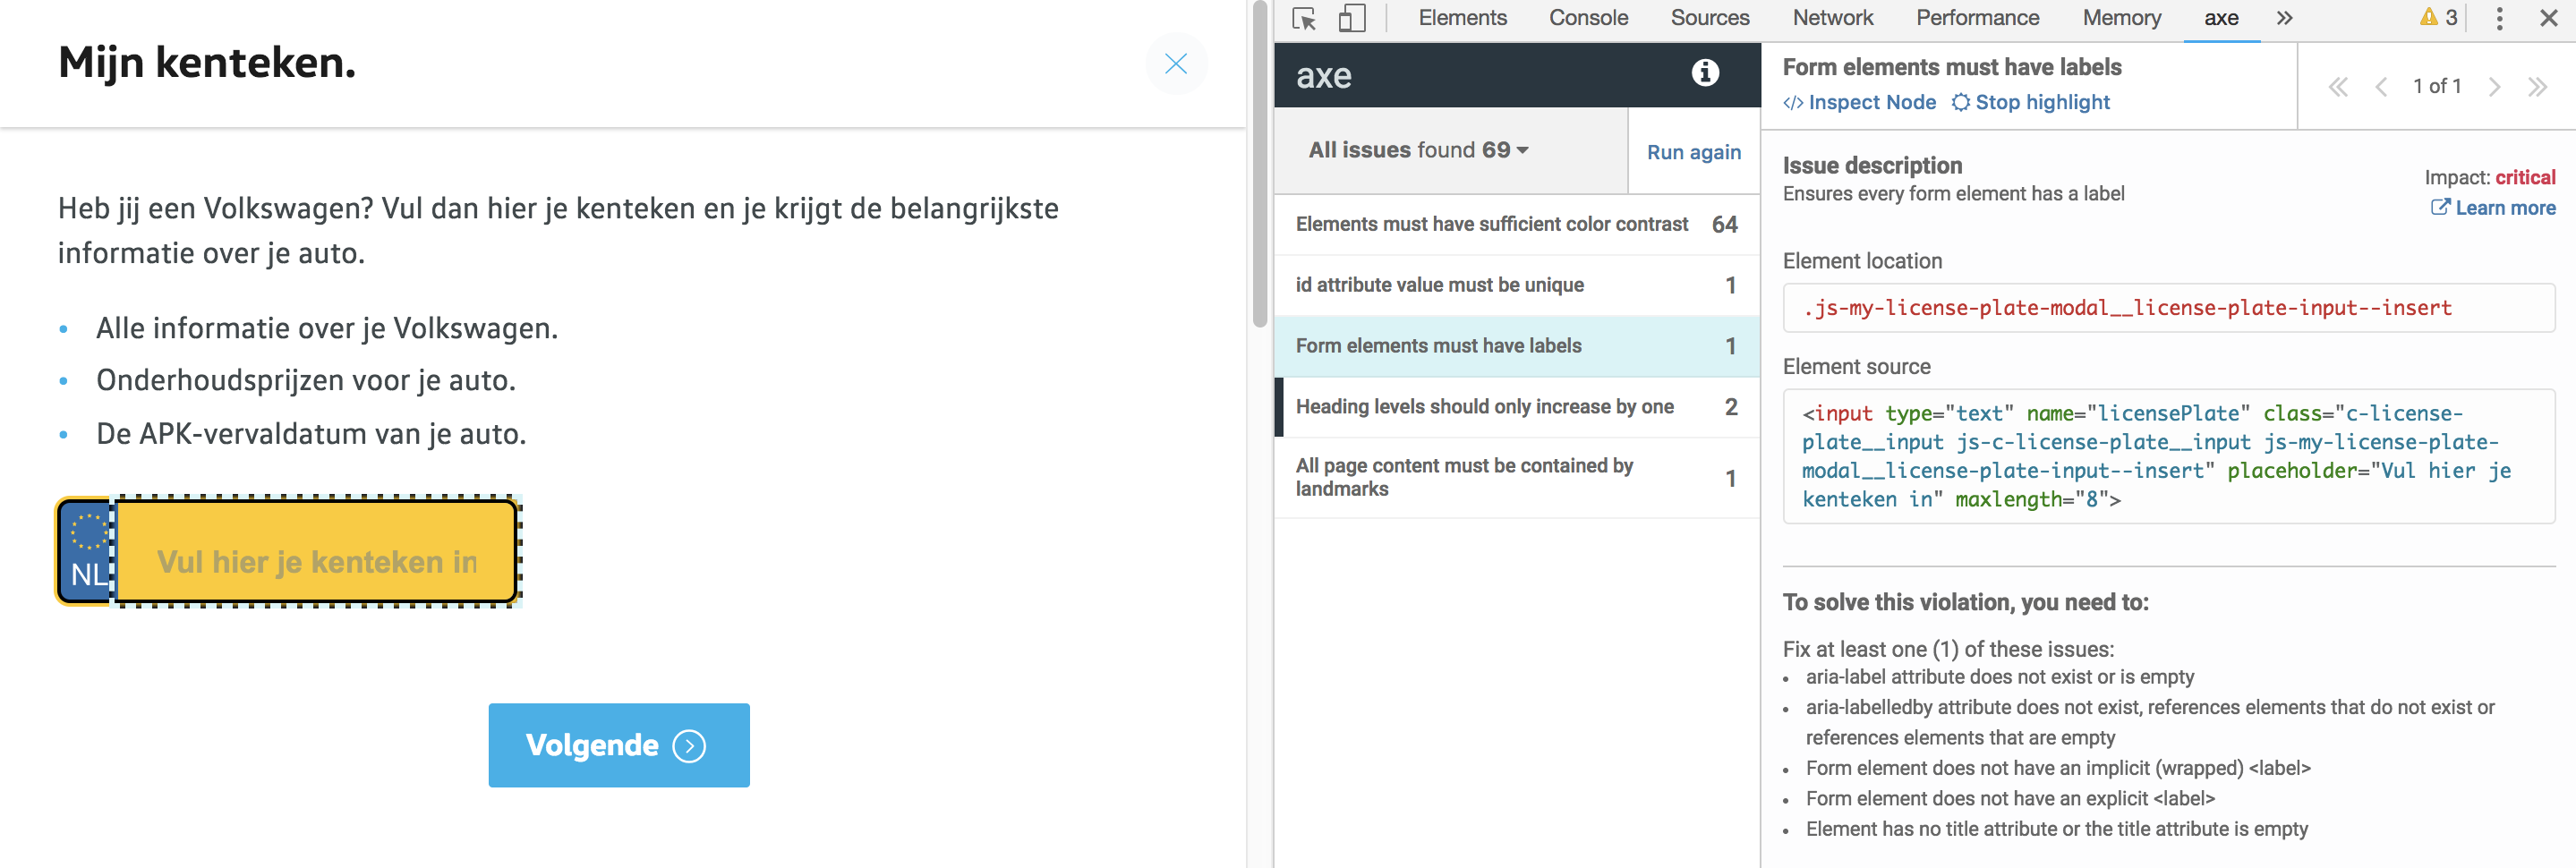 Mijn kenteken.
Heb jij een Volkswagen? Vul dan hier je kenteken en je krijgt de belangrijkste
informatie over je auto.
• Alle informatie over je Volkswagen.
• Onderhoudsprijzen voor je auto.
• De APK-vervaldatum van je auto.
NL
Vul hier je kenteken in
Volgende
Elements Console Sources Network Performance Memory axe » 3
axe
All issues found 69
Run again
Elements must have sufficient color contrast 64
id attribute value must be unique 1
Form elements must have labels 1
Heading levels should only increase by one 2
All page content must be contained by
landmarks 1
Form elements must have labels
</> Inspect Node Stop highlight
1 of 1
Issue description
Ensures every form element has a label
Impact: critical
Learn more
Element location
.js-my-license-plate-modal__license-plate-input--insert
Element source
<input type="text" name="licensePlate" class="c-license-
plate__input js-c-license-plate__input js-my-license-plate-
modal__license-plate-input--insert" placeholder="Vul hier je
kenteken in" maxlength="8">
To solve this violation, you need to:
Fix at least one (1) of these issues:
• aria-label attribute does not exist or is empty
• aria-labelledby attribute does not exist, references elements that do not exist or
references elements that are empty
• Form element does not have an implicit (wrapped) <label>
• Form element does not have an explicit <label>
• Element has no title attribute or the title attribute is empty